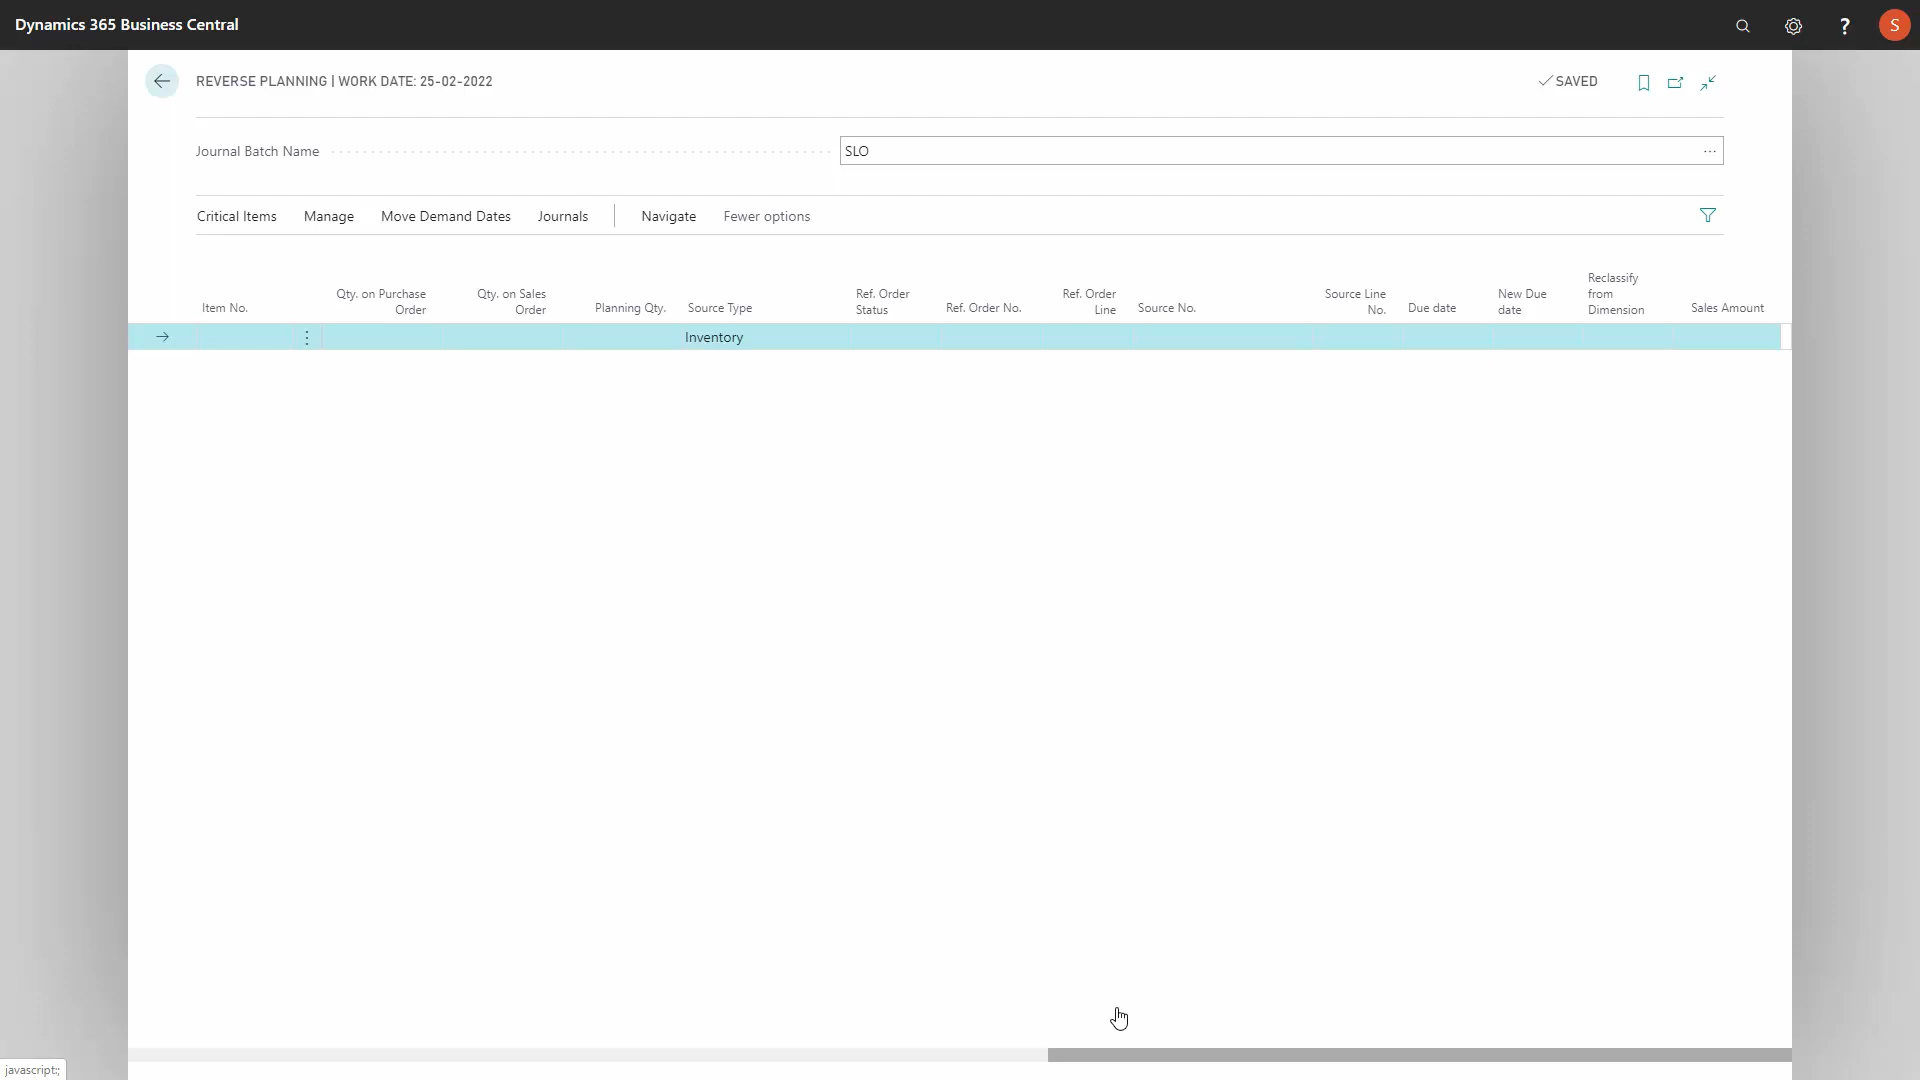 Dynamics 365 Business Central
?
S
REVERSE PLANNING | WORK DATE: 25-02-2022
SAVED
Journal Batch Name
SLO
...
Critical Items
Manage
Move Demand Dates
Journals
Navigate
Fewer options
Item No.
Qty. on Purchase
Order
Qty. on Sales
Order
Planning Qty.
Source Type
Ref. Order
Status
Ref. Order No.
Ref. Order
Line
Source No.
Source Line
No.
Due date
New Due
date
Reclassify
from
Dimension
Sales Amount
Inventory
javascript:;